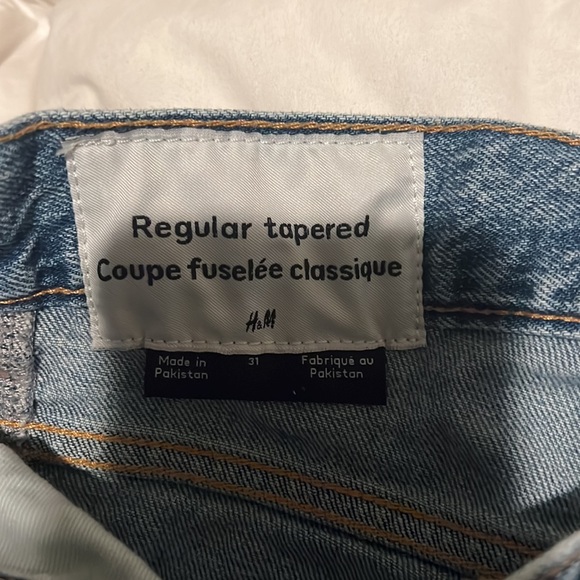 Regular tapered
Coupe fuselée classique
H&M
Made in
Pakistan
31
Fabriqué au
Pakistan